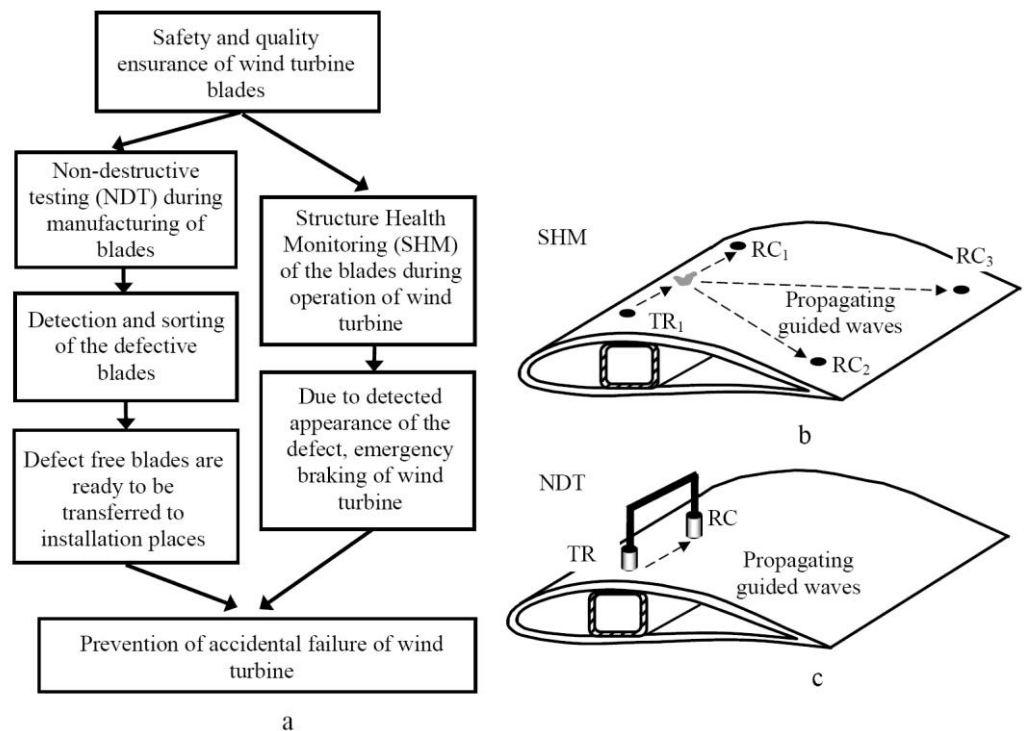 Safety and quality
ensurance of wind turbine
blades
Non-destructive
testing (NDT) during
manufacturing of
blades
Detection and sorting
of the defective
blades
Defect free blades are
ready to be
transferred to
installation places
Structure Health
Monitoring (SHM)
of the blades during
operation of wind
turbine
Due to detected
appearance of the
defect, emergency
braking of wind
turbine
Prevention of accidental failure of wind
turbine
a
SHM
RC₁
RC₃
TR₁
Propagating
guided waves
RC₂
b
NDT
RC
TR
Propagating
guided waves
c